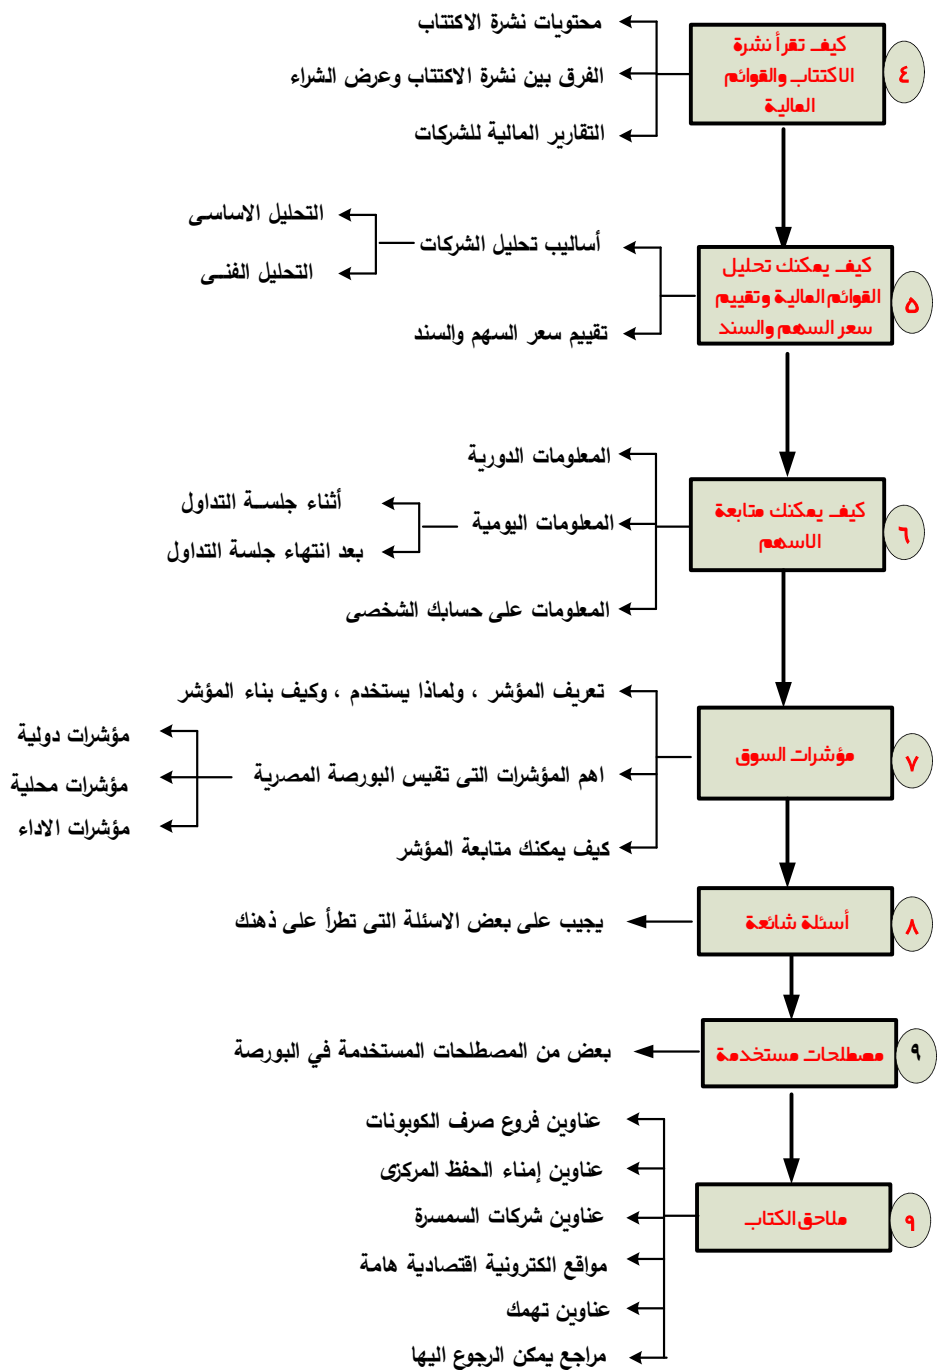 ٤
كيف تقرأ نشرة
الاكتتاب والقوائم
المالية
محتويات نشرة الاكتتاب
الفرق بين نشرة الاكتتاب وعرض الشراء
التقارير المالية للشركات
٥
كيف يمكنك تحليل
القوائم المالية وتقييم
سعر السهم والسند
أساليب تحليل الشركات
التحليل الاساسى
التحليل الفنــى
تقييم سعر السهم والسند
٦
كيف يمكنك متابعة
الاسهم
المعلومات الدورية
المعلومات اليومية
أثناء جلســة التداول
بعد انتهاء جلسة التداول
المعلومات على حسابك الشخصى
٧
مؤشرات السوق
تعريف المؤشر ، ولماذا يستخدم ، وكيف بناء المؤشر
اهم المؤشرات التى تقيس البورصة المصرية
مؤشرات دولية
مؤشرات محلية
مؤشرات الاداء
كيف يمكنك متابعة المؤشر
٨
أسئلة شائعة
يجيب على بعض الاسئلة التى تطرأ على ذهنك
٩
مصطلحات مستخدمة
بعض من المصطلحات المستخدمة في البورصة
٩
ملاحق الكتاب
عناوين فروع صرف الكوبونات
عناوين إمناء الحفظ المركزى
عناوين شركات السمسرة
مواقع الكترونية اقتصادية هامة
عناوين تهمك
مراجع يمكن الرجوع اليها